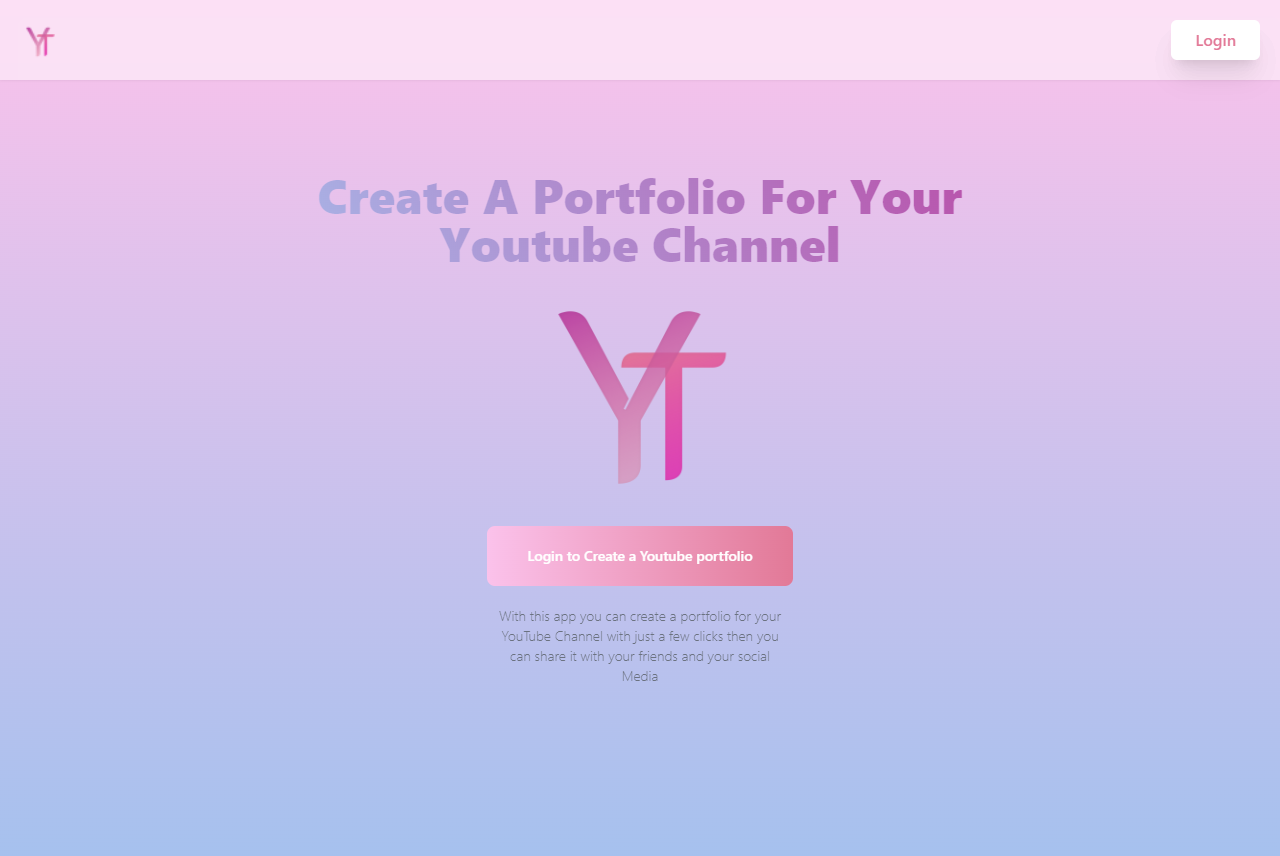 YT
Login
Create A Portfolio For Your
Youtube Channel
YT
Login to Create a Youtube portfolio
With this app you can create a portfolio for your
YouTube Channel with just a few clicks then you
can share it with your friends and your social
Media